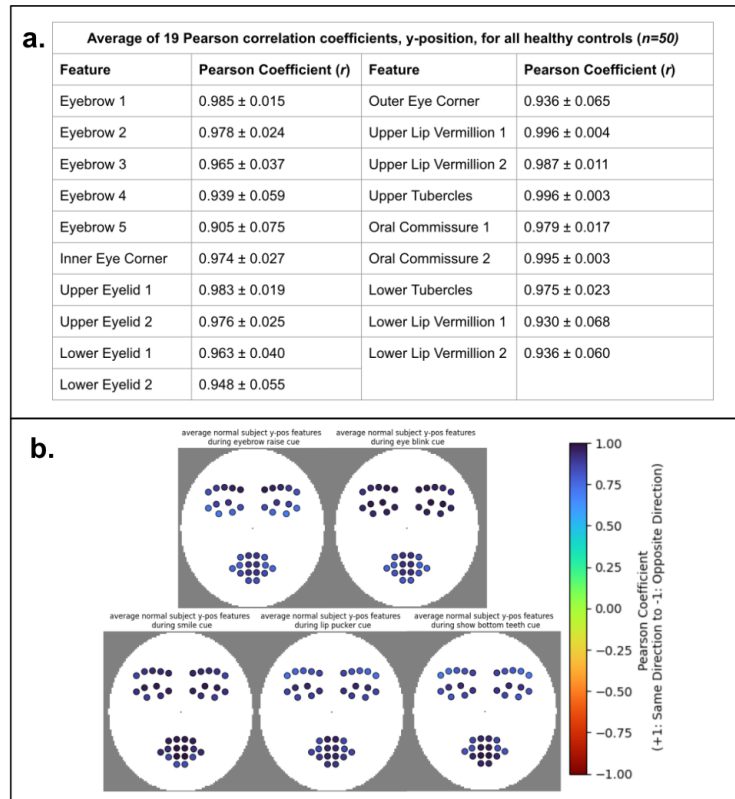 a.
Average of 19 Pearson correlation coefficients, y-position, for all healthy controls (n=50)
Feature Pearson Coefficient (r) Feature Pearson Coefficient (r)
Eyebrow 1 0.985 ± 0.015 Outer Eye Corner 0.936 ± 0.065
Eyebrow 2 0.978 ± 0.024 Upper Lip Vermillion 1 0.996 ± 0.004
Eyebrow 3 0.965 ± 0.037 Upper Lip Vermillion 2 0.987 ± 0.011
Eyebrow 4 0.939 ± 0.059 Upper Tubercles 0.996 ± 0.003
Eyebrow 5 0.905 ± 0.075 Oral Commissure 1 0.979 ± 0.017
Inner Eye Corner 0.974 ± 0.027 Oral Commissure 2 0.995 ± 0.003
Upper Eyelid 1 0.983 ± 0.019 Lower Tubercles 0.975 ± 0.023
Upper Eyelid 2 0.976 ± 0.025 Lower Lip Vermillion 1 0.930 ± 0.068
Lower Eyelid 1 0.963 ± 0.040 Lower Lip Vermillion 2 0.936 ± 0.060
Lower Eyelid 2 0.948 ± 0.055
b.
average normal subject y-pos features
during eyebrow raise cue
average normal subject y-pos features
during eye blink cue
average normal subject y-pos features
during smile cue
average normal subject y-pos features
during lip pucker cue
average normal subject y-pos features
during show bottom teeth cue
1.00
0.75
0.50
0.25
0.00
−0.25
−0.50
−0.75
−1.00
Pearson Coefficient
(+1: Same Direction to -1: Opposite Direction)